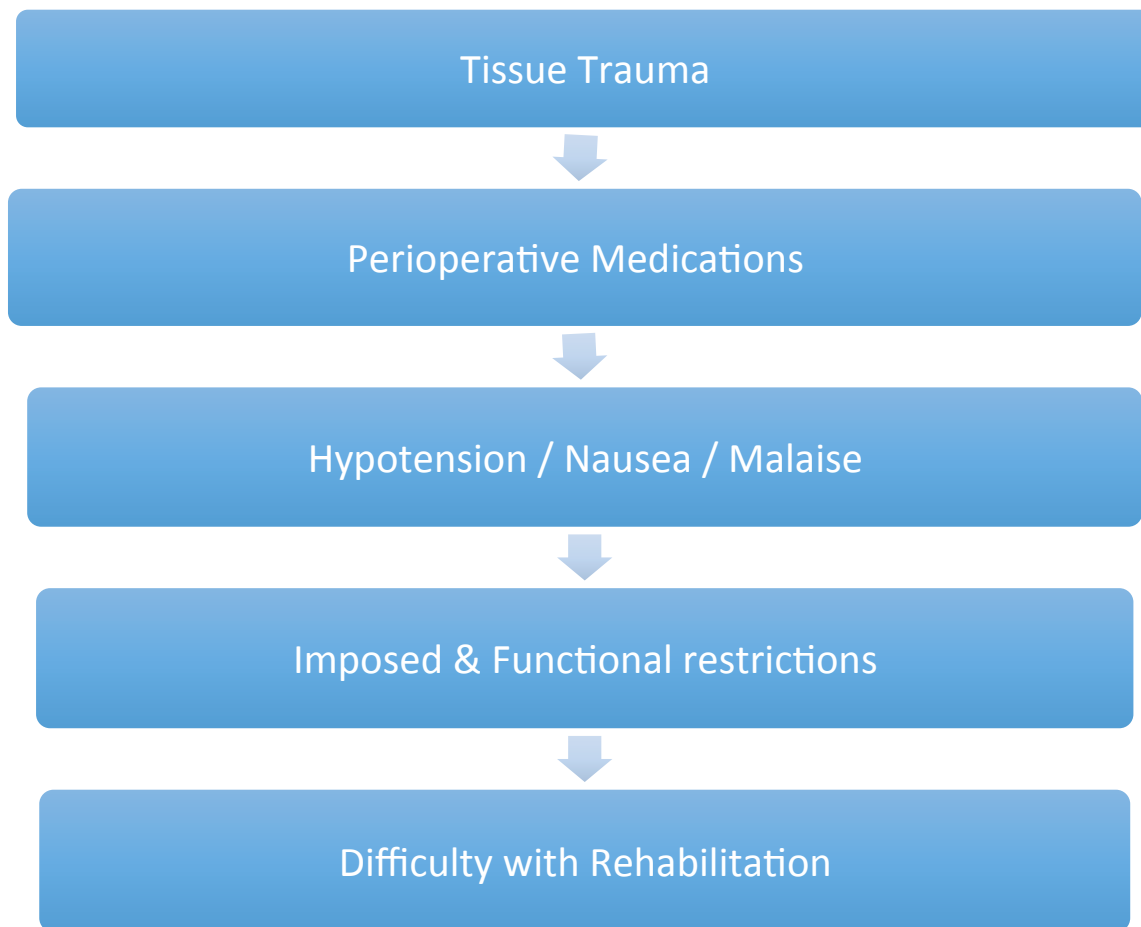 Tissue Trauma
Perioperative Medications
Hypotension / Nausea / Malaise
Imposed & Functional restrictions
Difficulty with Rehabilitation